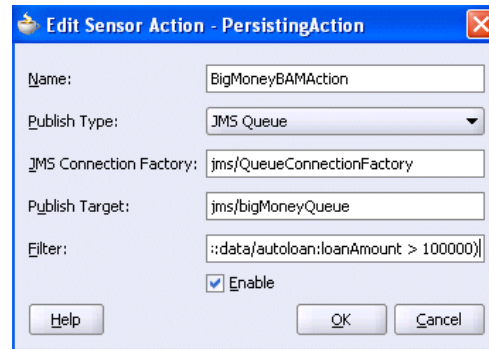 Edit Sensor Action - PersistingAction
Name: BigMoneyBAMAction
Publish Type: JMS Queue
JMS Connection Factory: jms/QueueConnectionFactory
Publish Target: jms/bigMoneyQueue
Filter: ::data/autoloan:loanAmount > 100000)
Enable
Help OK Cancel